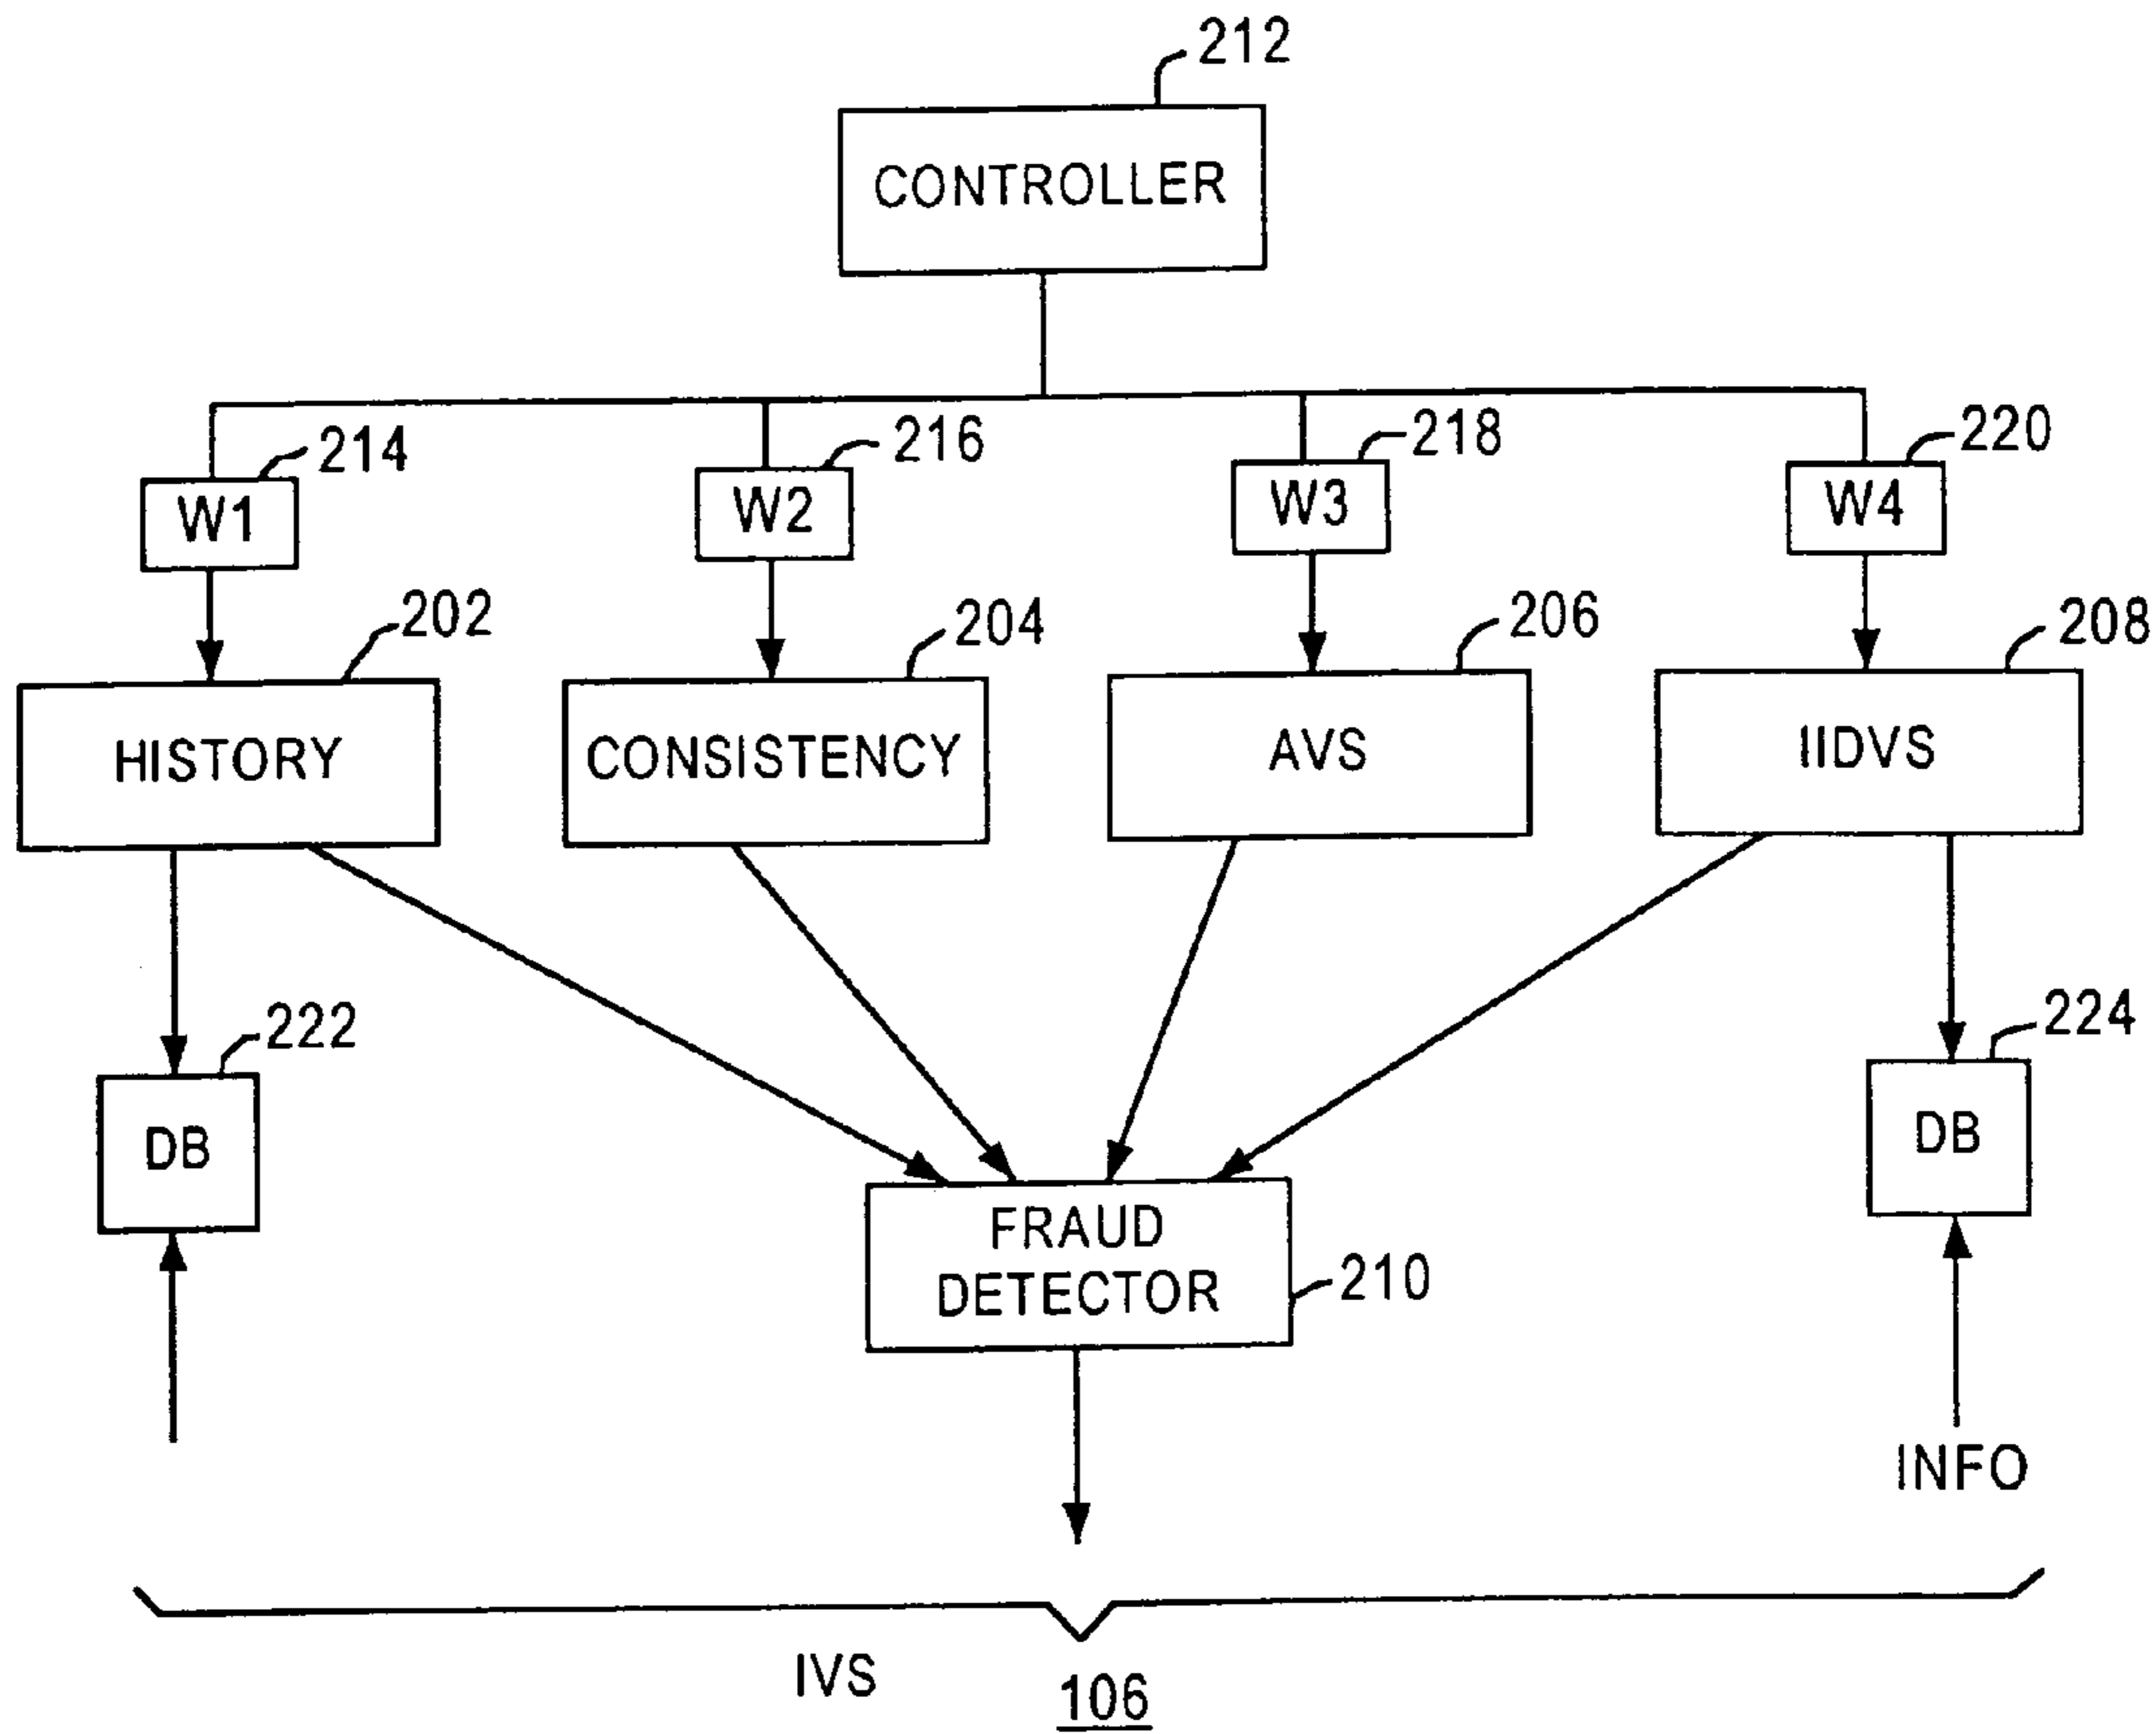 212
CONTROLLER
214
216
218
220
W1
W2
W3
W4
202
204
206
208
HISTORY
CONSISTENCY
AVS
IIDVS
222
224
DB
DB
FRAUD
DETECTOR
210
INFO
IVS
106